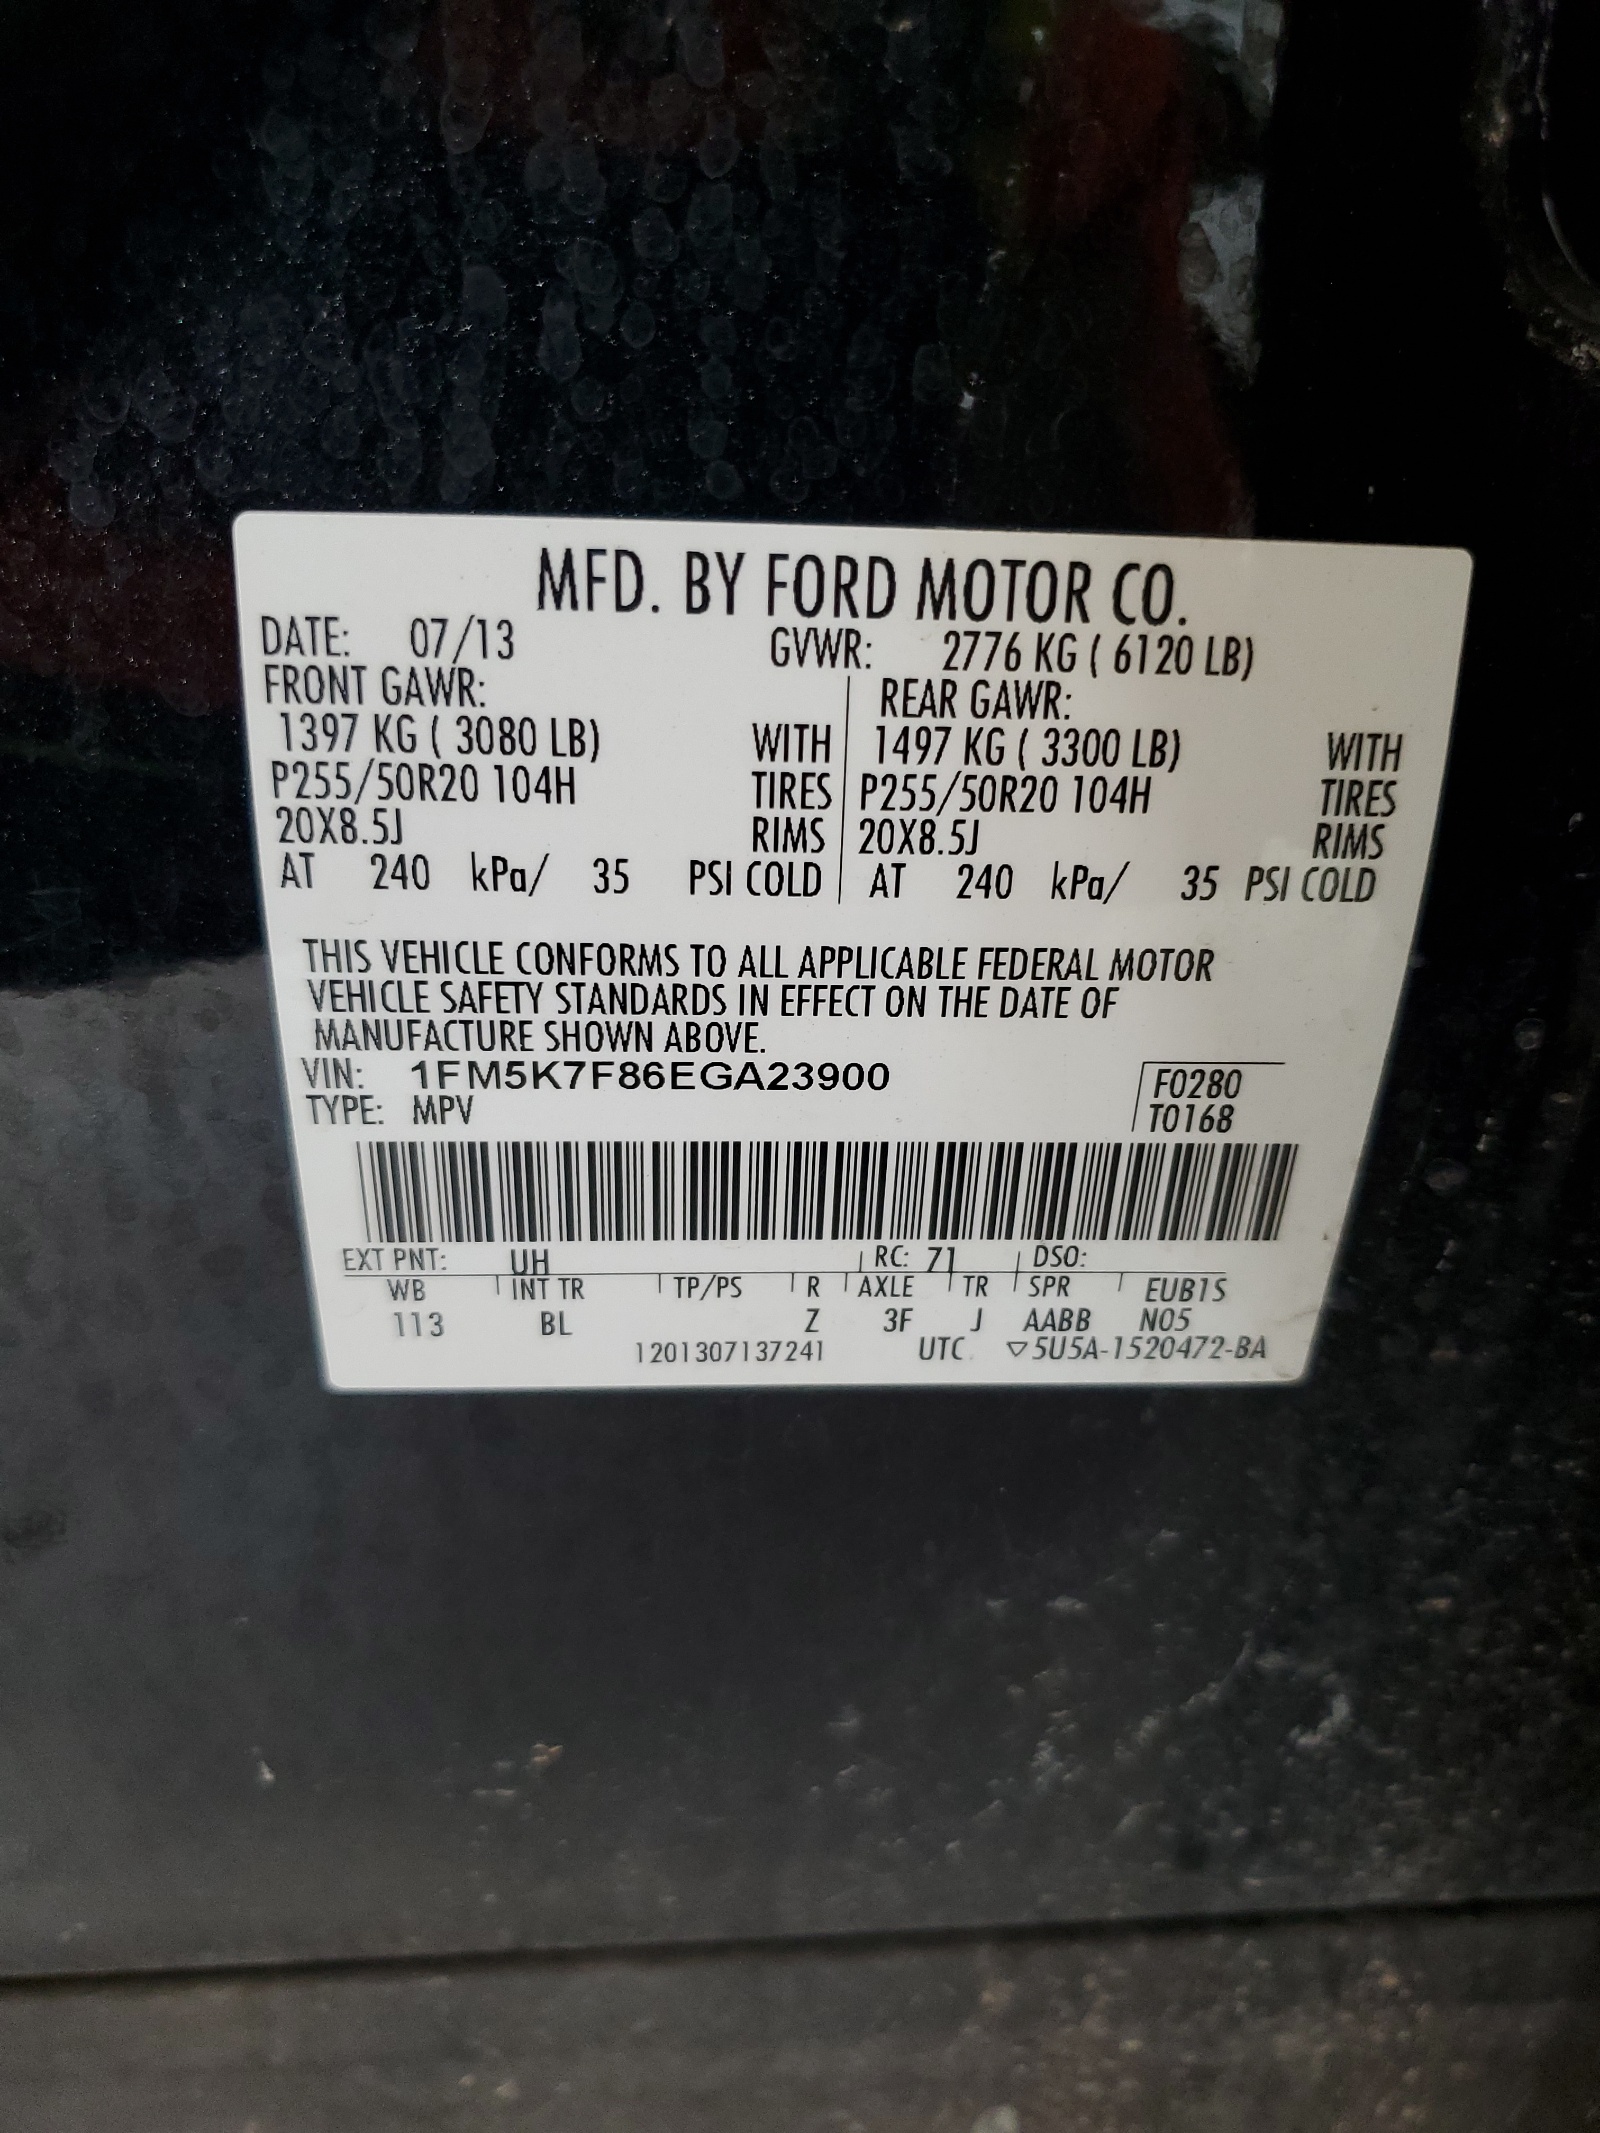 MFD. BY FORD MOTOR CO.
DATE: 07/13 GVWR: 2776 KG ( 6120 LB)
FRONT GAWR: REAR GAWR:
1397 KG ( 3080 LB) WITH 1497 KG ( 3300 LB) WITH
P255/50R20 104H TIRES P255/50R20 104H TIRES
20X8.5J RIMS 20X8.5J RIMS
AT 240 kPa/ 35 PSI COLD AT 240 kPa/ 35 PSI COLD
THIS VEHICLE CONFORMS TO ALL APPLICABLE FEDERAL MOTOR
VEHICLE SAFETY STANDARDS IN EFFECT ON THE DATE OF
MANUFACTURE SHOWN ABOVE.
VIN: 1FM5K7F86EGA23900 F0280
TYPE: MPV T0168
EXT PNT: UH RC: 71 DSO:
WB INT TR TP/PS R AXLE TR SPR EUB1S
113 BL Z 3F J AABB N05
1201307137241 UTC ▽5U5A-1520472-BA